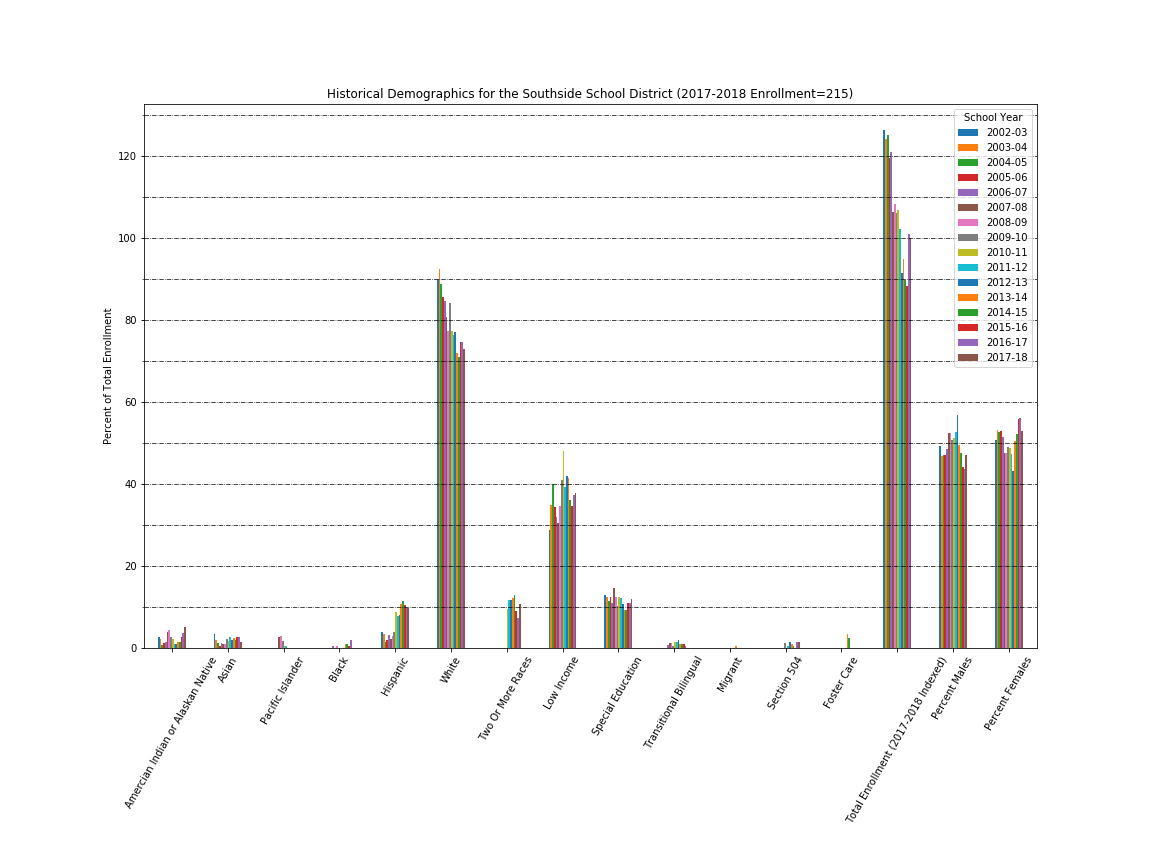 Historical Demographics for the Southside School District (2017-2018 Enrollment=215)
Percent of Total Enrollment
120
100
80
60
40
20
0
School Year
2002-03
2003-04
2004-05
2005-06
2006-07
2007-08
2008-09
2009-10
2010-11
2011-12
2012-13
2013-14
2014-15
2015-16
2016-17
2017-18
Amercian Indian or Alaskan Native
Asian
Pacific Islander
Black
Hispanic
White
Two Or More Races
Low Income
Special Education
Transitional Bilingual
Migrant
Section 504
Foster Care
Total Enrollment (2017-2018 Indexed)
Percent Males
Percent Females